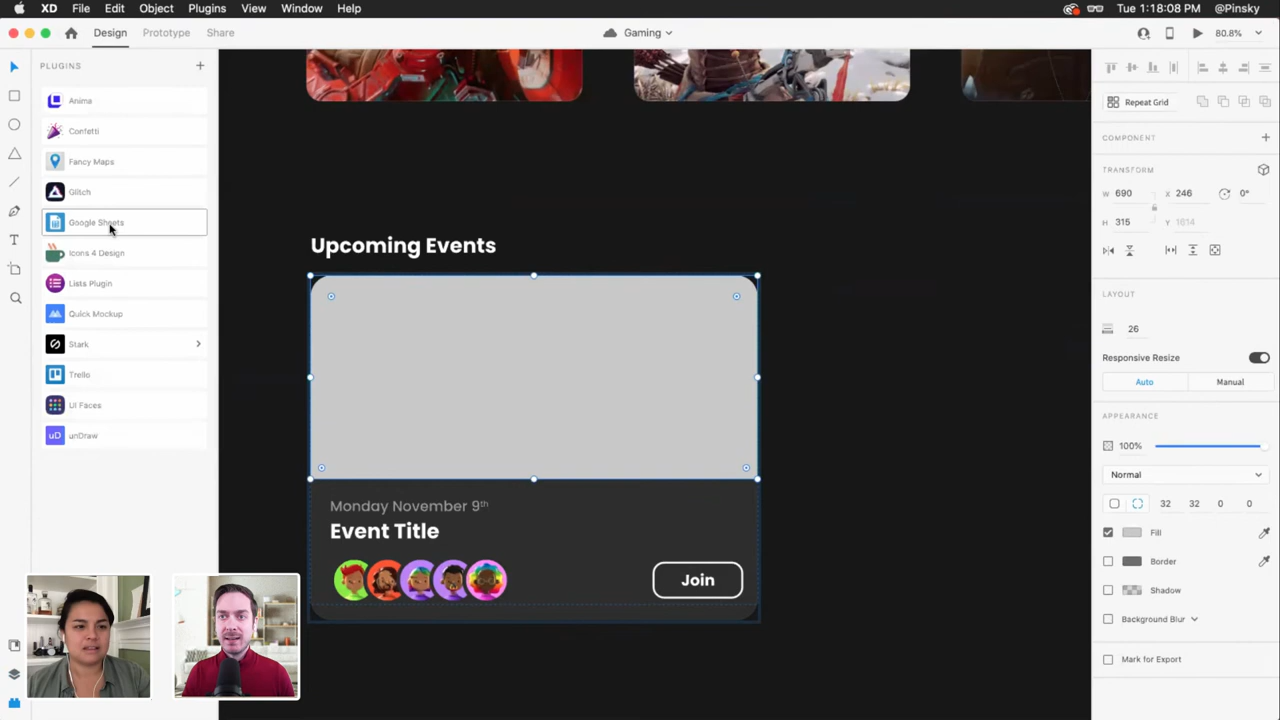 XD File Edit Object Plugins View Window Help
Tue 1:18:08 PM @Pinsky
Design Prototype Share
Gaming
80.8%
PLUGINS
Anima
Confetti
Fancy Maps
Glitch
Google Sheets
Icons 4 Design
Lists Plugin
Quick Mockup
Stark
Trello
UI Faces
uD unDraw
Upcoming Events
Monday November 9th
Event Title
Join
Repeat Grid
COMPONENT
TRANSFORM
W 690 X 246 0°
H 315 Y 1614
LAYOUT
26
Responsive Resize
Auto Manual
APPEARANCE
100%
Normal
32 32 0 0
Fill
Border
Shadow
Background Blur
Mark for Export